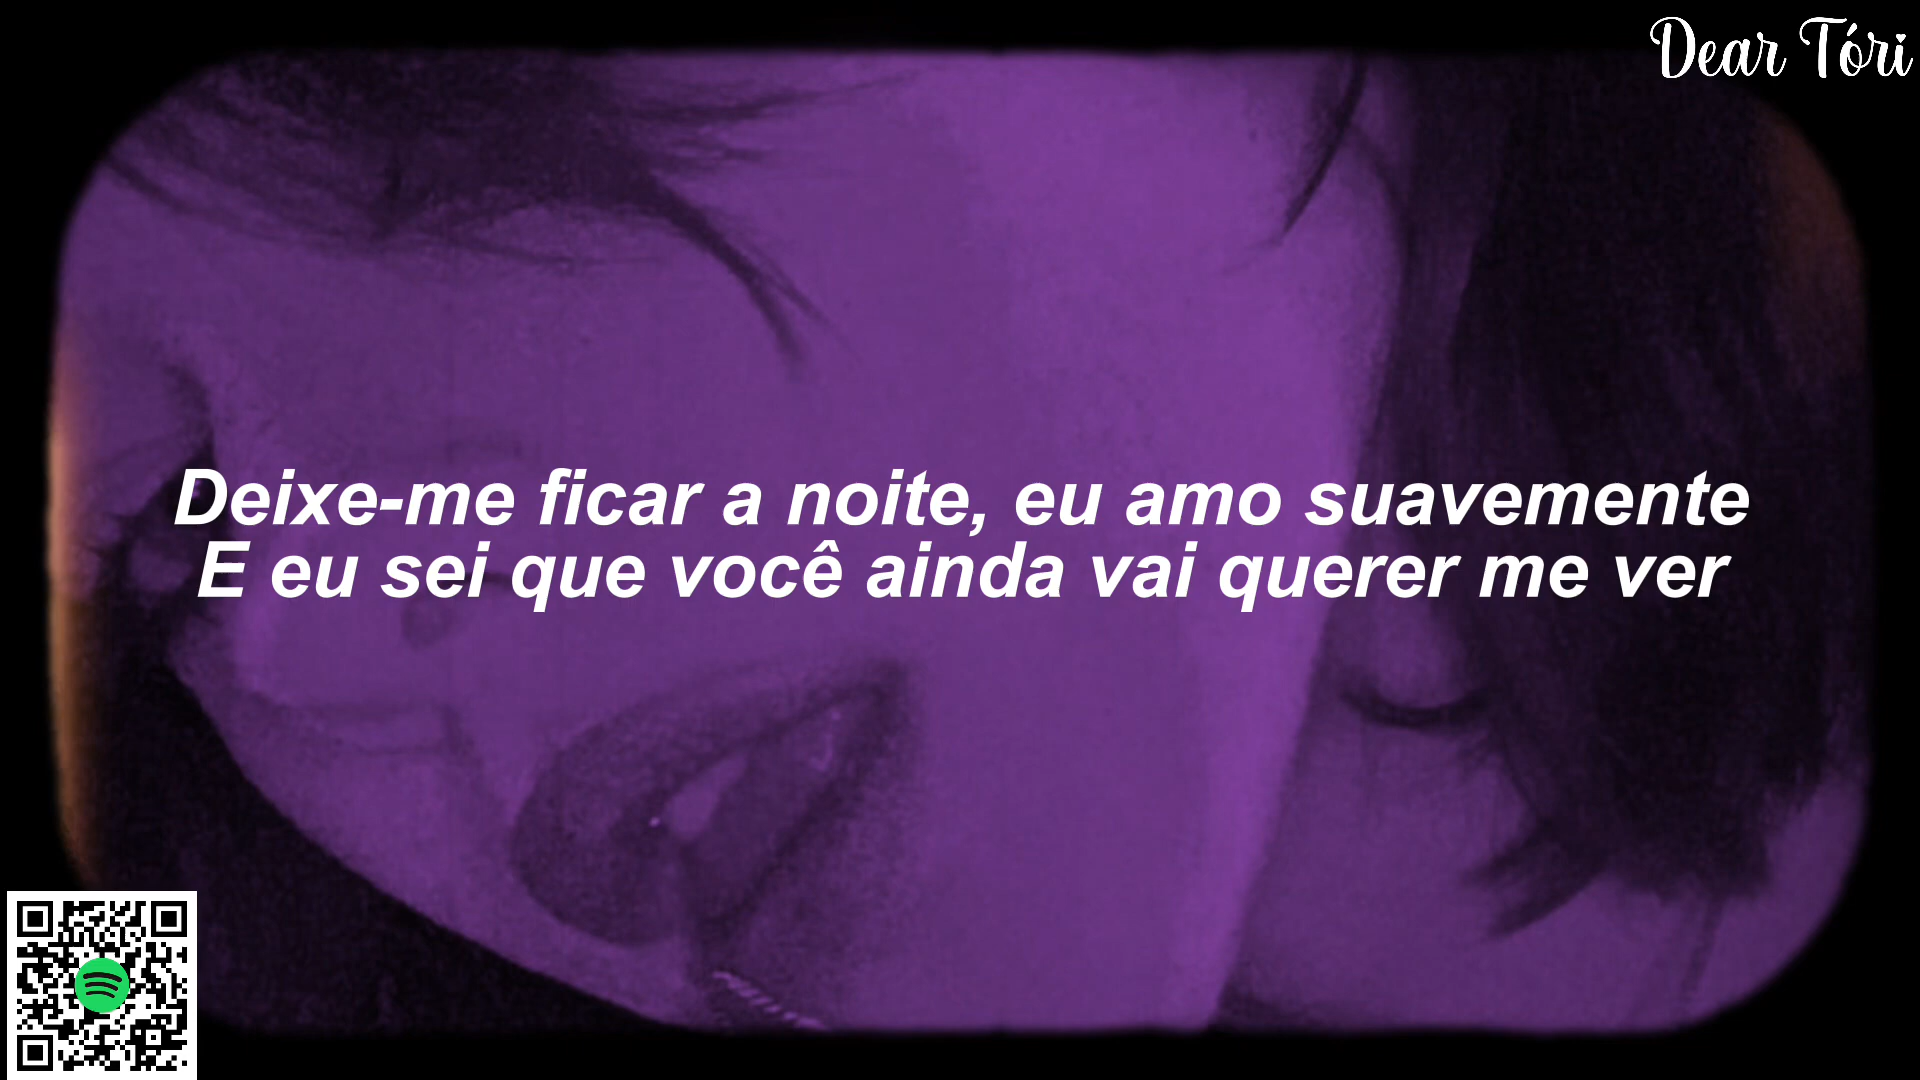 Dear Tóri
Deixe-me ficar a noite, eu amo suavemente
E eu sei que você ainda vai querer me ver